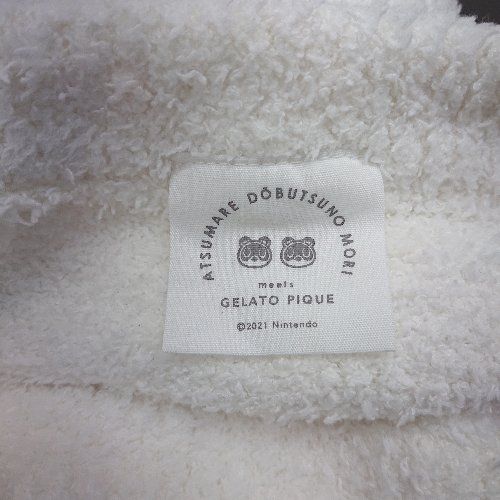 ATSUMARE DŌBUTSUNO MORI
meets
GELATO PIQUE
©2021 Nintendo